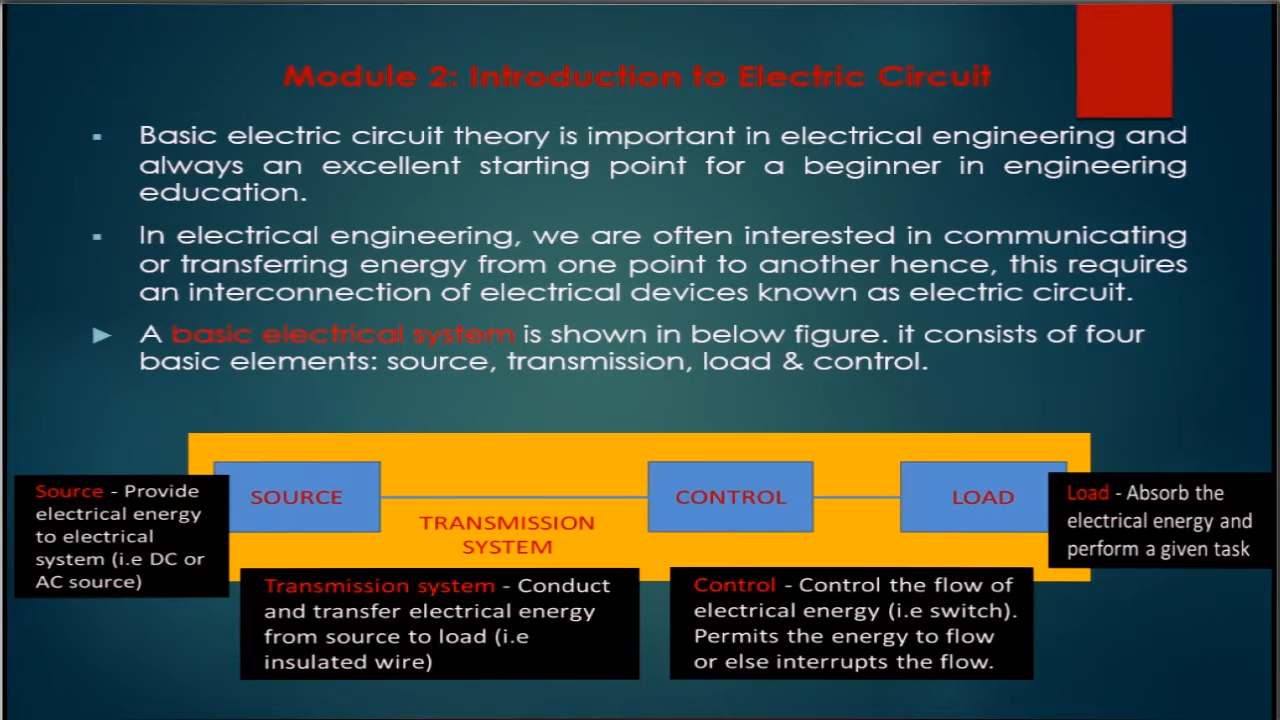 Module 2: Introduction to Electric Circuit
Basic electric circuit theory is important in electrical engineering and
always an excellent starting point for a beginner in engineering
education.
In electrical engineering, we are often interested in communicating
or transferring energy from one point to another hence, this requires
an interconnection of electrical devices known as electric circuit.
A basic electrical system is shown in below figure. it consists of four
basic elements: source, transmission, load & control.
SOURCE
TRANSMISSION
SYSTEM
CONTROL
LOAD
Source - Provide
electrical energy
to electrical
system (i.e DC or
AC source)
Transmission system - Conduct
and transfer electrical energy
from source to load (i.e
insulated wire)
Control - Control the flow of
electrical energy (i.e switch).
Permits the energy to flow
or else interrupts the flow.
Load - Absorb the
electrical energy and
perform a given task